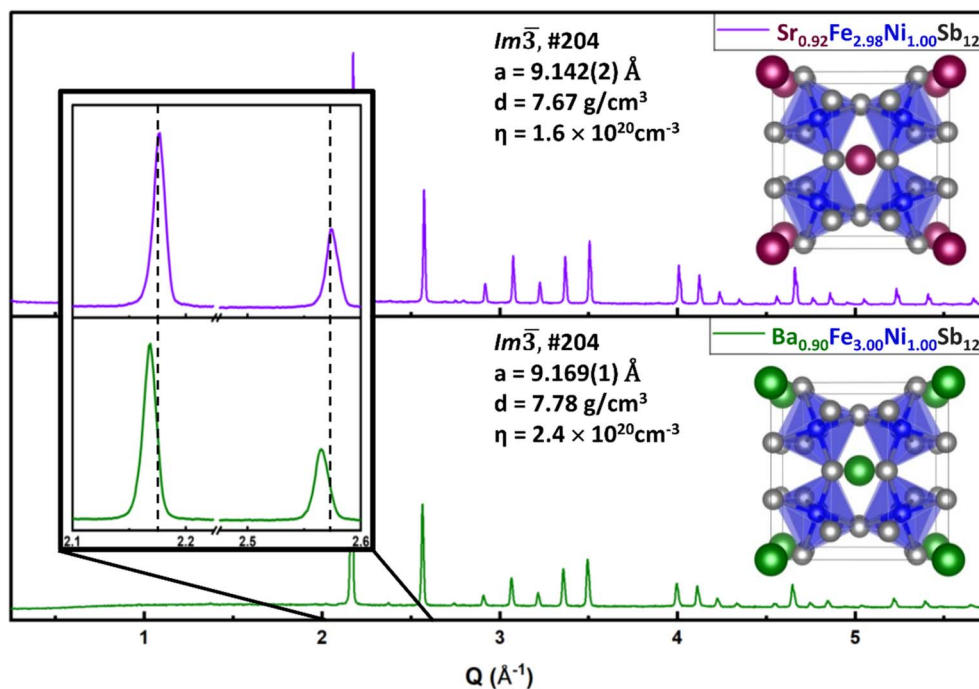 Im3̅, #204
a = 9.142(2) Å
d = 7.67 g/cm³
η = 1.6 × 10²⁰cm⁻³
Sr₀.₉₂Fe₂.₉₈Ni₁.₀₀Sb₁₂
Im3̅, #204
a = 9.169(1) Å
d = 7.78 g/cm³
η = 2.4 × 10²⁰cm⁻³
Ba₀.₉₀Fe₃.₀₀Ni₁.₀₀Sb₁₂
2.1 2.2 2.5 2.6
1 2 3 4 5
Q (Å⁻¹)